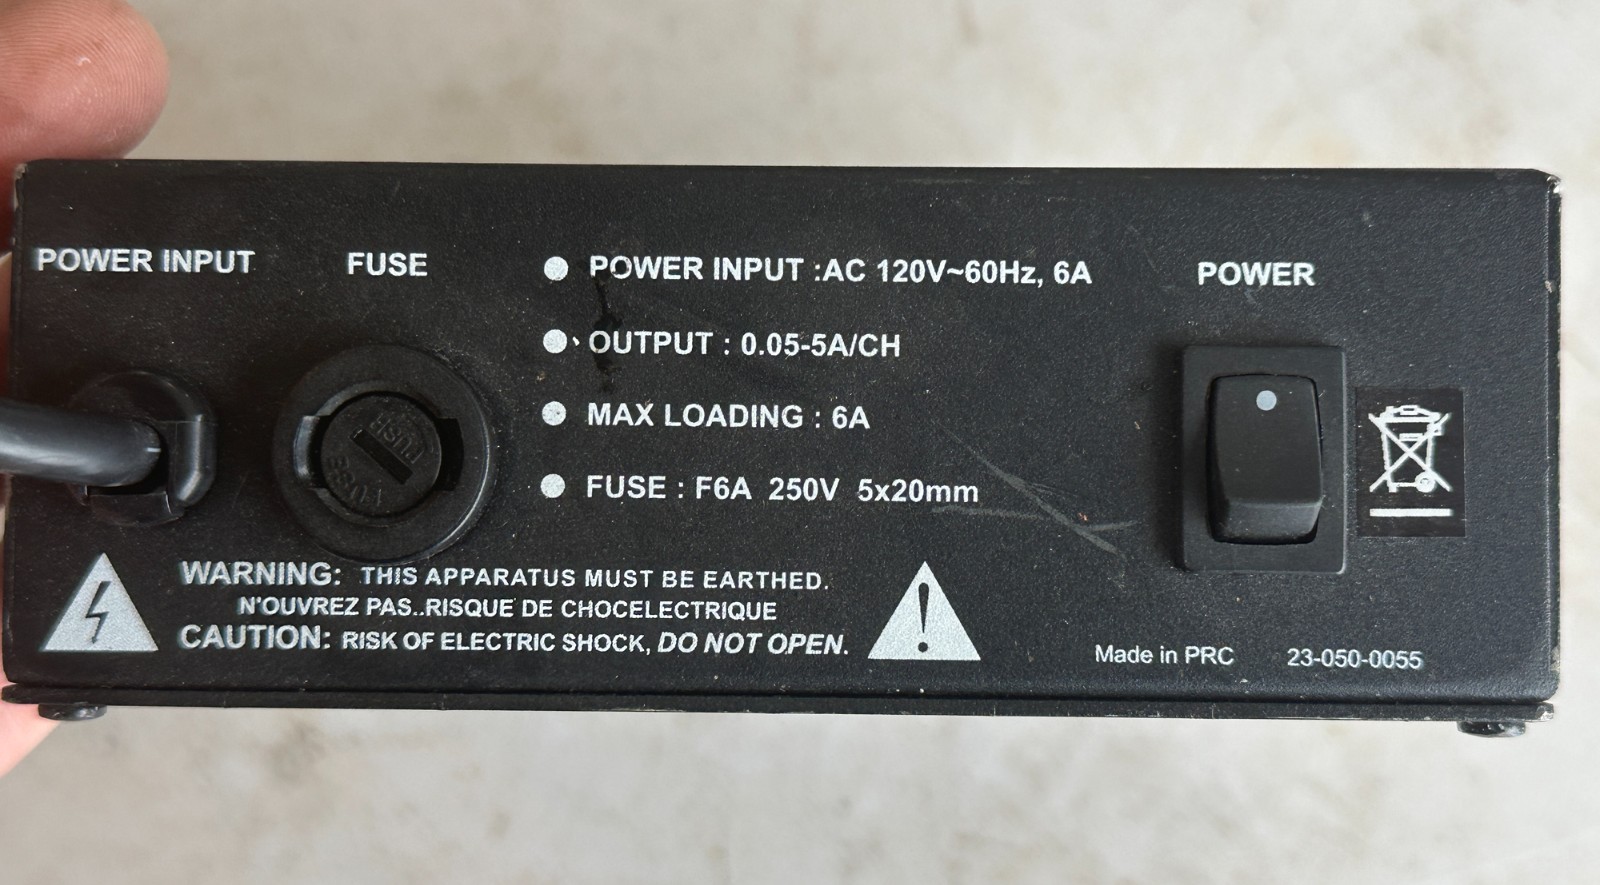 POWER INPUT
FUSE
POWER INPUT :AC 120V~60Hz, 6A
OUTPUT : 0.05-5A/CH
MAX LOADING : 6A
FUSE : F6A 250V 5x20mm
POWER
PUSH
FUSE
WARNING: THIS APPARATUS MUST BE EARTHED.
N'OUVREZ PAS..RISQUE DE CHOCELECTRIQUE
CAUTION: RISK OF ELECTRIC SHOCK, DO NOT OPEN.
Made in PRC 23-050-0055